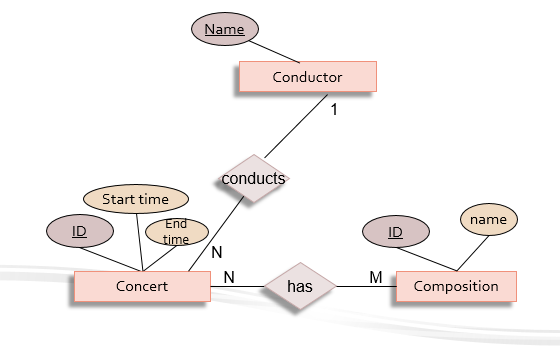 Name
Conductor
1
conducts
Start time
ID
End
time
N
ID
name
Concert
N
has
M
Composition